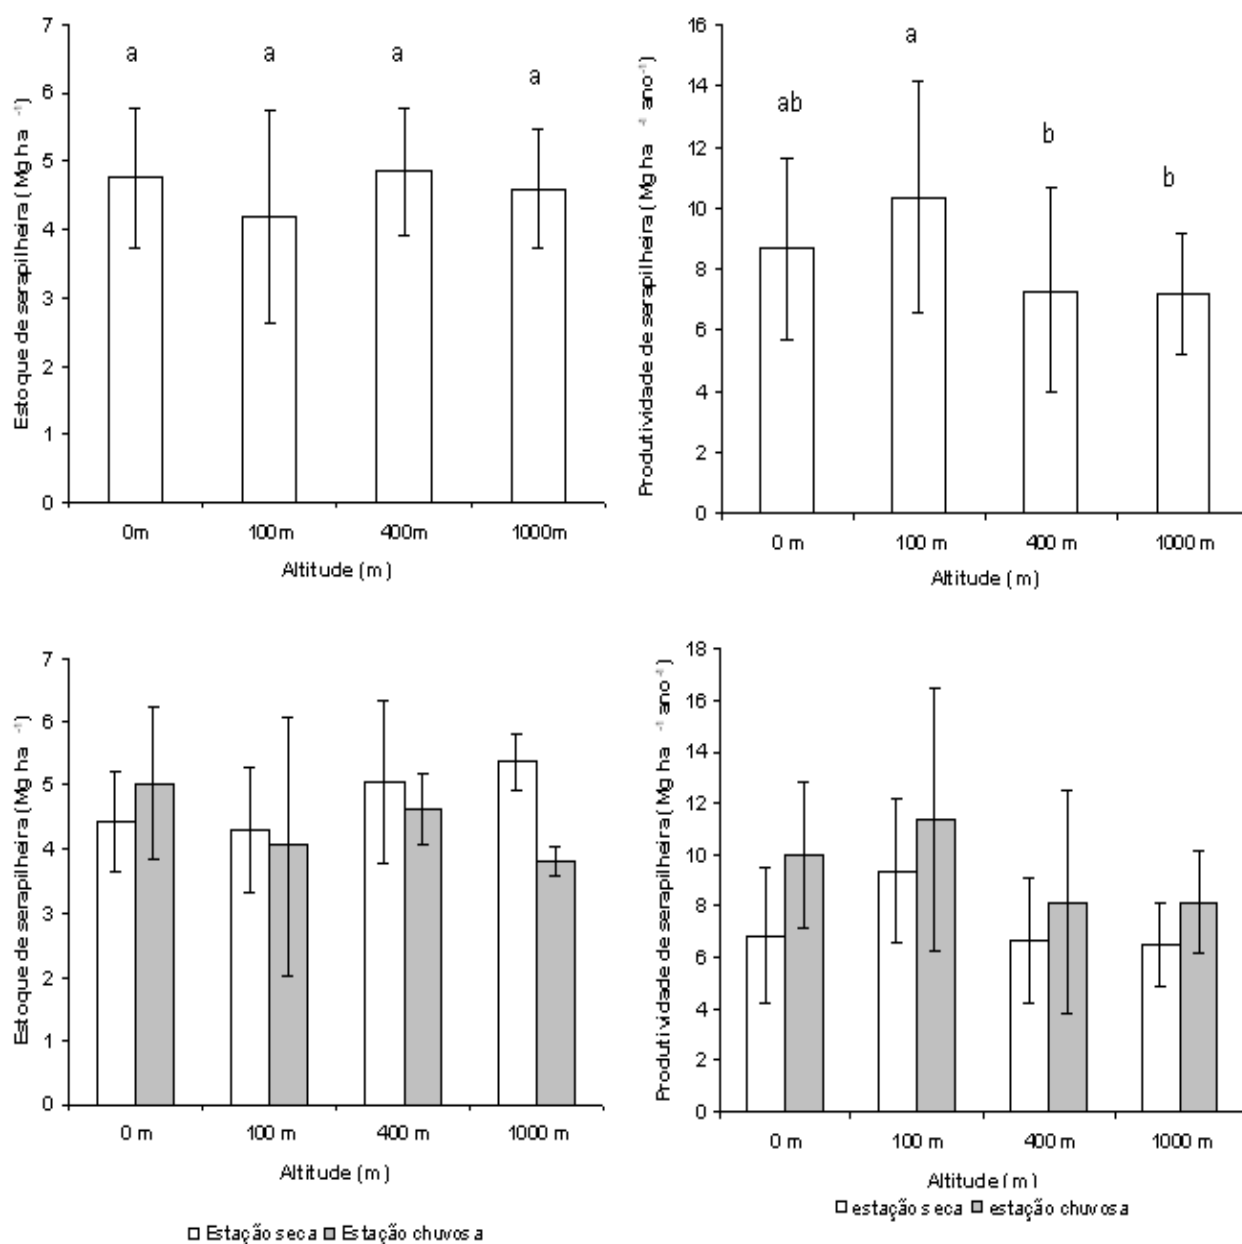 Estoque de serapilheira (Mg ha -1)
7
6
5
4
3
2
1
0
a a a a
0m 100m 400m 1000m
Altitude (m)
Produtividade de serapilheira (Mg ha -1 ano-1)
16
14
12
10
8
6
4
2
0
ab a b b
0 m 100 m 400 m 1000 m
Altitude (m)
Estoque de serapilheira (Mg ha -1)
7
6
5
4
3
2
1
0
0 m 100 m 400 m 1000 m
Altitude (m)
Estação seca Estação chuvosa
Produtividade de serapilheira (Mg ha -1 ano-1)
18
16
14
12
10
8
6
4
2
0
0 m 100 m 400 m 1000 m
Altitude (m)
estação seca estação chuvosa